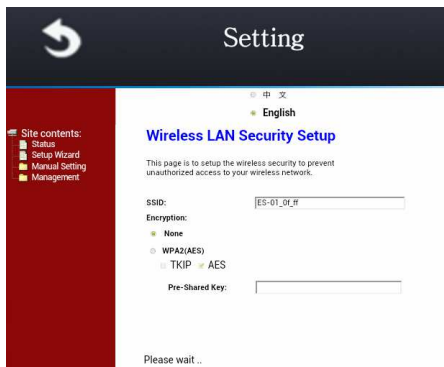 Setting
中 文
English
Site contents:
Status
Setup Wizard
Manual Setting
Management
Wireless LAN Security Setup
This page is to setup the wireless security to prevent
unauthorized access to your wireless network.
SSID: ES-01_0f_ff
Encryption:
None
WPA2(AES)
TKIP AES
Pre-Shared Key:
Please wait ..